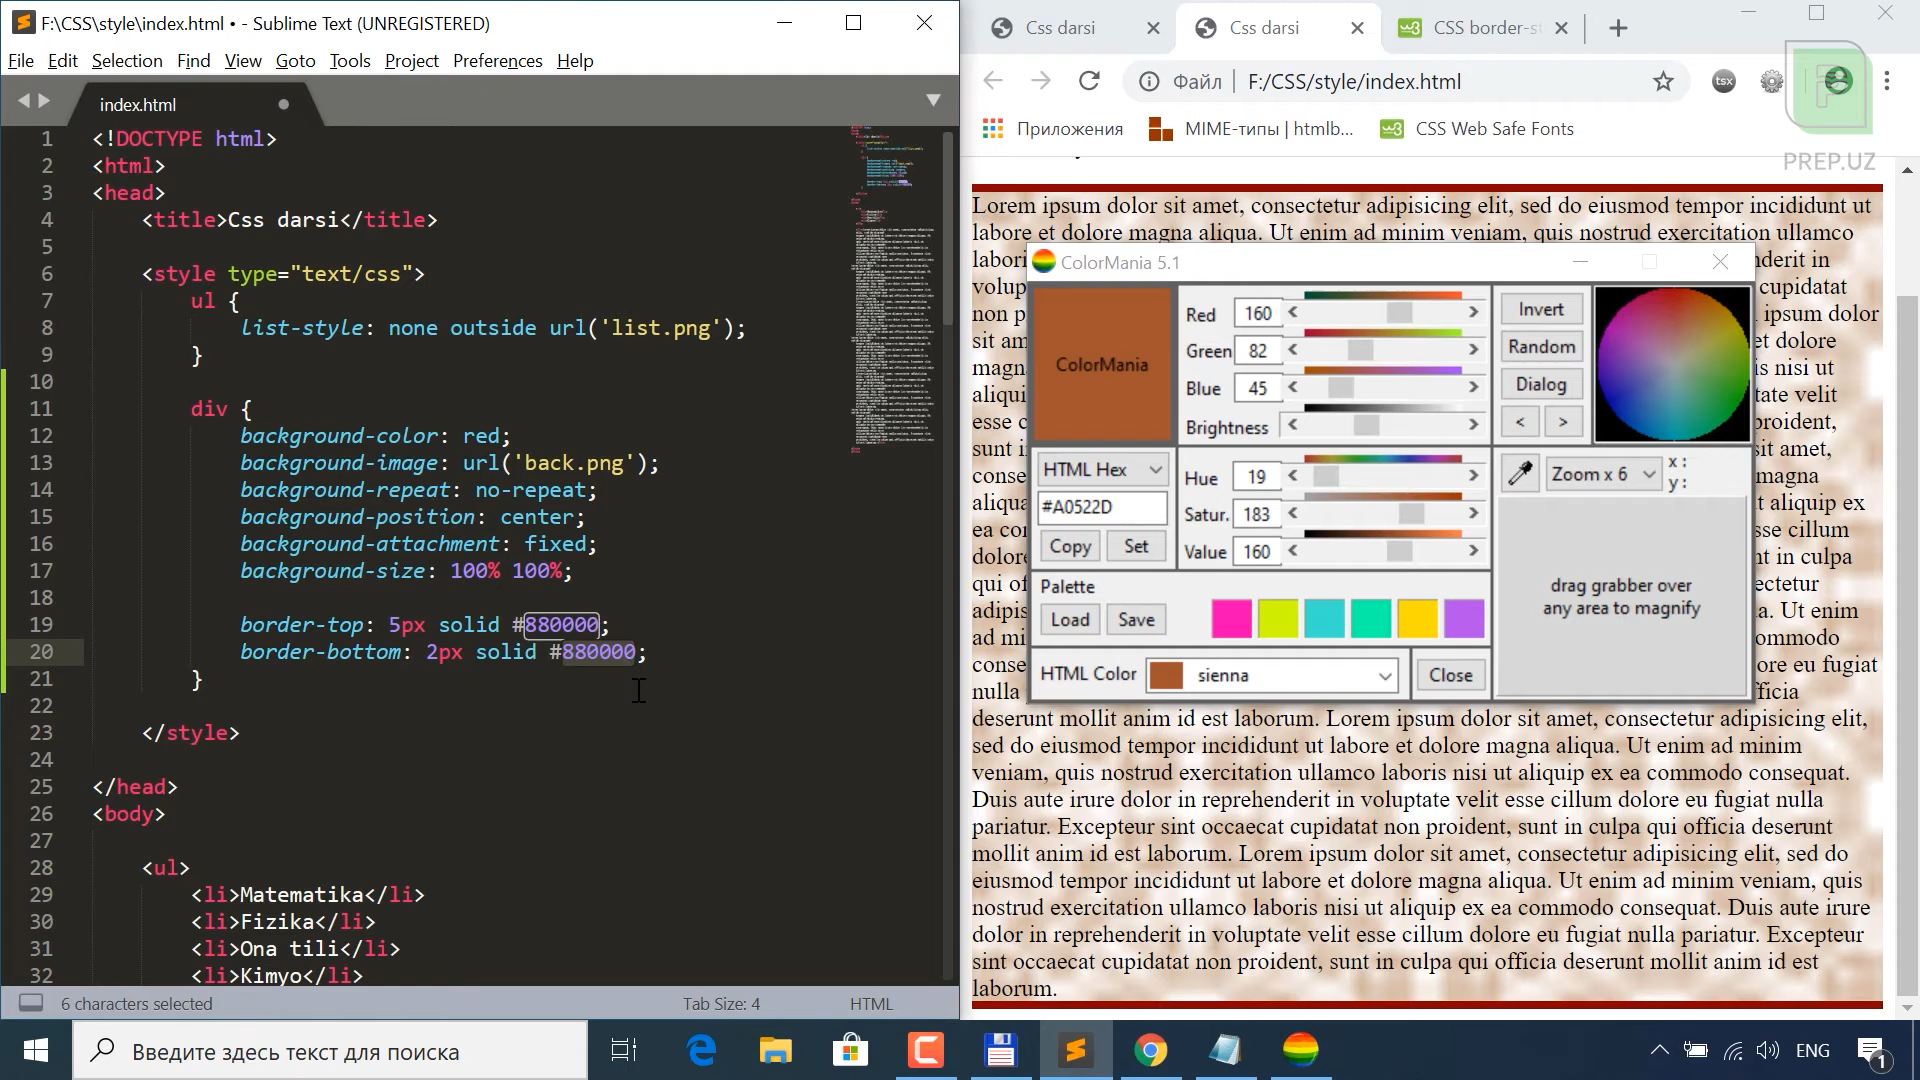 F:\CSS\style\index.html • - Sublime Text (UNREGISTERED)
File Edit Selection Find View Goto Tools Project Preferences Help
index.html
1 <!DOCTYPE html>
2 <html>
3 <head>
4 <title>Css darsi</title>
5
6 <style type="text/css">
7 ul {
8 list-style: none outside url('list.png');
9 }
10
11 div {
12 background-color: red;
13 background-image: url('back.png');
14 background-repeat: no-repeat;
15 background-position: center;
16 background-attachment: fixed;
17 background-size: 100% 100%;
18
19 border-top: 5px solid #880000;
20 border-bottom: 2px solid #880000;
21 }
22
23 </style>
24
25 </head>
26 <body>
27
28 <ul>
29 <li>Matematika</li>
30 <li>Fizika</li>
31 <li>Ona tili</li>
32 <li>Kimyo</li>
6 characters selected Tab Size: 4 HTML
Css darsi Css darsi CSS border-st
Файл F:/CSS/style/index.html tsx
Приложения MIME-типы | htmlb... CSS Web Safe Fonts
PREP.UZ
Lorem ipsum dolor sit amet, consectetur adipisicing elit, sed do eiusmod tempor incididunt ut
labore et dolore magna aliqua. Ut enim ad minim veniam, quis nostrud exercitation ullamco
ColorMania 5.1
ColorMania
Red 160
Green 82
Blue 45
Brightness
Invert
Random
Dialog
< >
HTML Hex
#A0522D
Copy Set
Hue 19
Satur. 183
Value 160
Zoom x 6 x: y:
drag grabber over
any area to magnify
Palette
Load Save
HTML Color sienna Close
deserunt mollit anim id est laborum. Lorem ipsum dolor sit amet, consectetur adipisicing elit,
sed do eiusmod tempor incididunt ut labore et dolore magna aliqua. Ut enim ad minim
veniam, quis nostrud exercitation ullamco laboris nisi ut aliquip ex ea commodo consequat.
Duis aute irure dolor in reprehenderit in voluptate velit esse cillum dolore eu fugiat nulla
pariatur. Excepteur sint occaecat cupidatat non proident, sunt in culpa qui officia deserunt
mollit anim id est laborum. Lorem ipsum dolor sit amet, consectetur adipisicing elit, sed do
eiusmod tempor incididunt ut labore et dolore magna aliqua. Ut enim ad minim veniam, quis
nostrud exercitation ullamco laboris nisi ut aliquip ex ea commodo consequat. Duis aute irure
dolor in reprehenderit in voluptate velit esse cillum dolore eu fugiat nulla pariatur. Excepteur
sint occaecat cupidatat non proident, sunt in culpa qui officia deserunt mollit anim id est
laborum.
Введите здесь текст для поиска
ENG
1